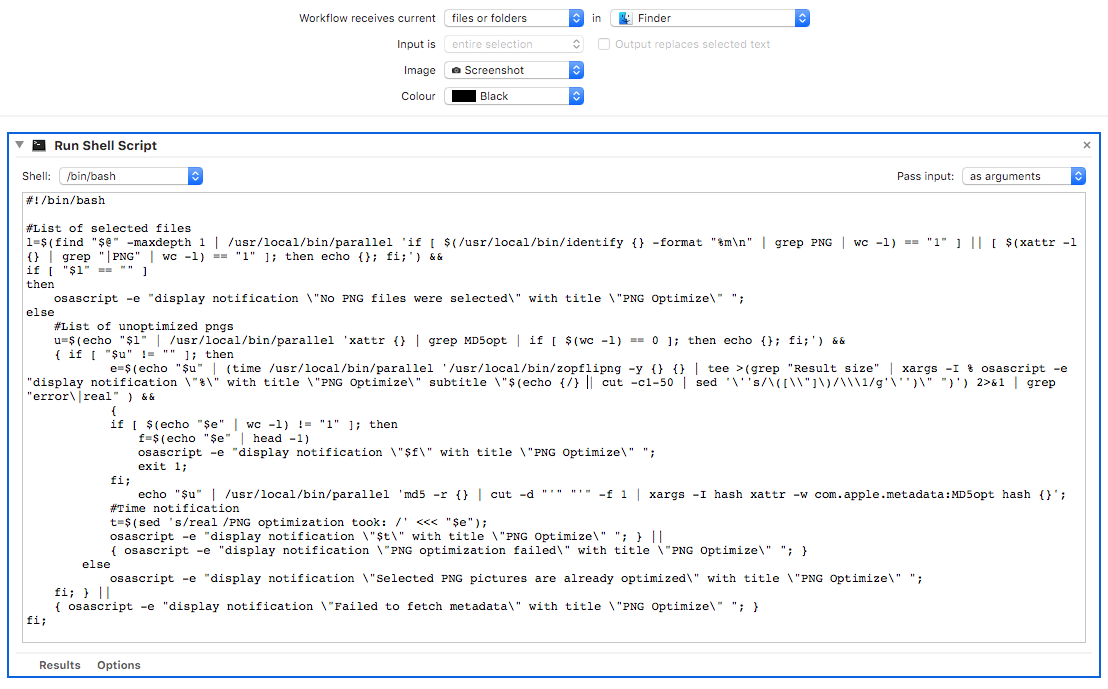 Workflow receives current files or folders in Finder
Input is entire selection Output replaces selected text
Image Screenshot
Colour Black
Run Shell Script
Shell: /bin/bash Pass input: as arguments
#!/bin/bash
#List of selected files
l=$(find "$@" -maxdepth 1 | /usr/local/bin/parallel 'if [ $(/usr/local/bin/identify {} -format "%m\n" | grep PNG | wc -l) == "1" ] || [ $(xattr -l
{} | grep "|PNG" | wc -l) == "1" ]; then echo {}; fi;') &&
if [ "$l" == "" ]
then
osascript -e "display notification \"No PNG files were selected\" with title \"PNG Optimize\" ";
else
#List of unoptimized pngs
u=$(echo "$l" | /usr/local/bin/parallel 'xattr {} | grep MD5opt | if [ $(wc -l) == 0 ]; then echo {}; fi;') &&
{ if [ "$u" != "" ]; then
e=$(echo "$u" | (time /usr/local/bin/parallel '/usr/local/bin/zopflipng -y {} {} | tee >(grep "Result size" | xargs -I % osascript -e
"display notification \"%\" with title \"PNG Optimize\" subtitle \"$(echo {/} || cut -c1-50 | sed '\''s/\([\\"]\)/\\\1/g'\'')\" ")') 2>&1 | grep
"error\|real" ) &&
{
if [ $(echo "$e" | wc -l) != "1" ]; then
f=$(echo "$e" | head -1)
osascript -e "display notification \"$f\" with title \"PNG Optimize\" ";
exit 1;
fi;
echo "$u" | /usr/local/bin/parallel 'md5 -r {} | cut -d "'" "'" -f 1 | xargs -I hash xattr -w com.apple.metadata:MD5opt hash {}';
#Time notification
t=$(sed 's/real /PNG optimization took: /' <<< "$e");
osascript -e "display notification \"$t\" with title \"PNG Optimize\" "; } ||
{ osascript -e "display notification \"PNG optimization failed\" with title \"PNG Optimize\" "; }
else
osascript -e "display notification \"Selected PNG pictures are already optimized\" with title \"PNG Optimize\" ";
fi; } ||
{ osascript -e "display notification \"Failed to fetch metadata\" with title \"PNG Optimize\" "; }
fi;
Results Options